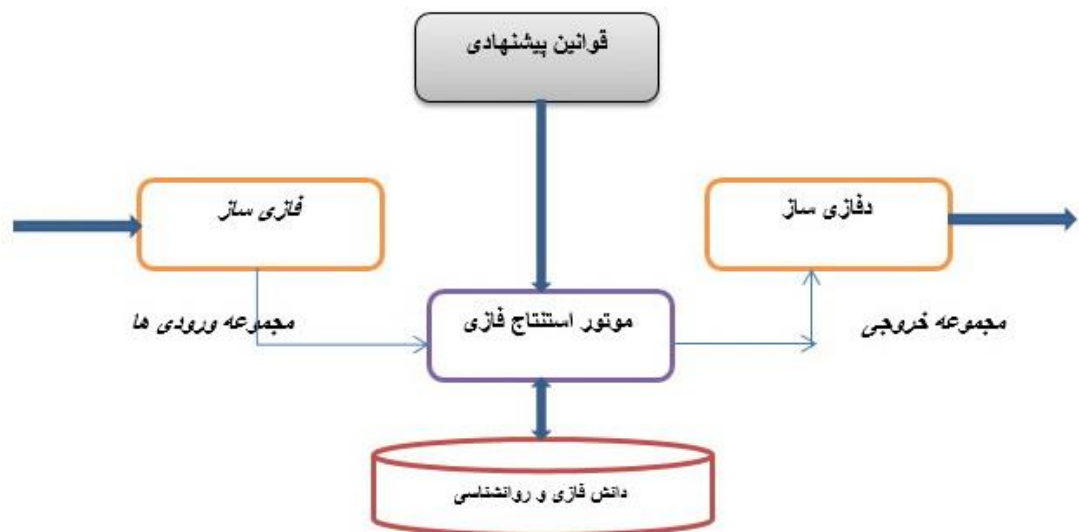 قوانین پیشنهادی
فازی ساز
دفازی ساز
مجموعه ورودی ها
موتور استنتاج فازی
مجموعه خروجی
دانش فازی و روانشناسی